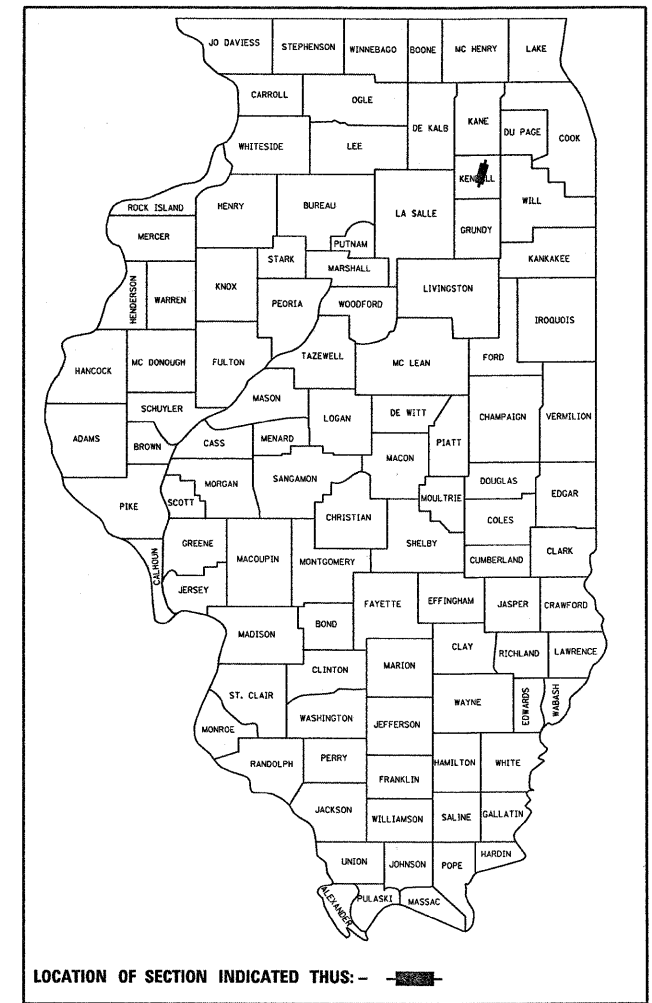 JO DAVIESS STEPHENSON WINNEBAGO BOONE MC HENRY LAKE
CARROLL OGLE DE KALB KANE DU PAGE COOK
WHITESIDE LEE
KENDALL
ROCK ISLAND HENRY BUREAU LA SALLE WILL
MERCER PUTNAM GRUNDY
STARK MARSHALL KANKAKEE
HENDERSON WARREN KNOX PEORIA WOODFORD LIVINGSTON IROQUOIS
HANCOCK MC DONOUGH FULTON TAZEWELL MC LEAN FORD
MASON
SCHUYLER LOGAN DE WITT CHAMPAIGN VERMILION
ADAMS BROWN CASS MENARD MACON PIATT
MORGAN SANGAMON DOUGLAS
PIKE SCOTT CHRISTIAN MOULTRIE COLES EDGAR
GREENE MACOUPIN MONTGOMERY SHELBY CUMBERLAND CLARK
CALHOUN JERSEY
FAYETTE EFFINGHAM JASPER CRAWFORD
MADISON BOND
CLAY RICHLAND LAWRENCE
CLINTON MARION
ST. CLAIR WAYNE EDWARDS WABASH
WASHINGTON JEFFERSON
MONROE
RANDOLPH PERRY HAMILTON WHITE
FRANKLIN
JACKSON WILLIAMSON SALINE GALLATIN
UNION JOHNSON POPE HARDIN
ALEXANDER PULASKI MASSAC
LOCATION OF SECTION INDICATED THUS: –